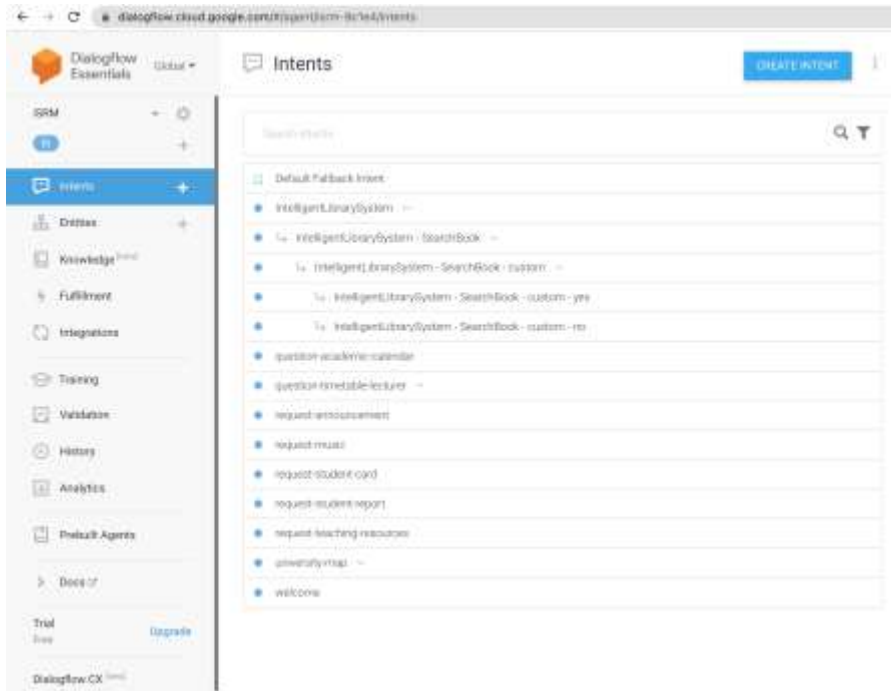 dialogflow.cloud.google.com/
Dialogflow
Essentials
Global
Intents
CREATE INTENT
Search intents
Intents
Entities
Knowledge
Fulfillment
Integrations
Training
Validation
History
Analytics
Prebuilt Agents
Docs
Trial
Free
Upgrade
Dialogflow CX
Default Fallback Intent
IntelligentLibrarySystem
IntelligentLibrarySystem - SearchBook
IntelligentLibrarySystem - SearchBook - custom
IntelligentLibrarySystem - SearchBook - custom - yes
IntelligentLibrarySystem - SearchBook - custom - no
question-academic-calendar
question-timetable-lecturer
request-announcement
request-music
request-student-card
request-student-report
request-teaching-resources
university-map
welcome